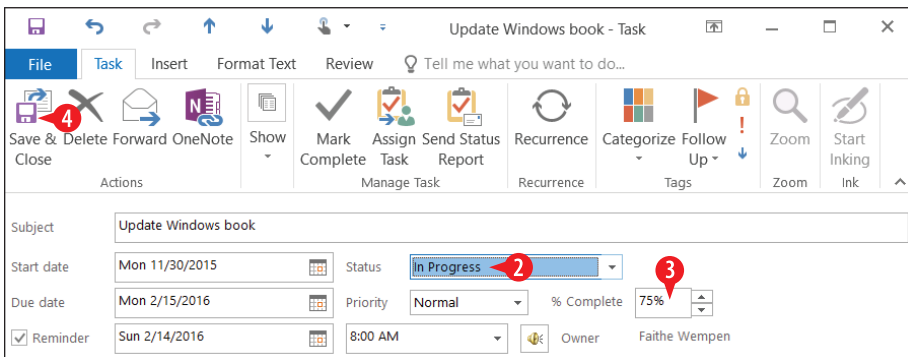 Update Windows book - Task
File Task Insert Format Text Review Tell me what you want to do...
4
Save & Close Delete Forward OneNote Show Mark Complete Assign Task Send Status Report Recurrence Categorize Follow Up Zoom Start Inking
Actions Manage Task Recurrence Tags Zoom Ink
Subject Update Windows book
Start date Mon 11/30/2015 Status In Progress 2 3
Due date Mon 2/15/2016 Priority Normal % Complete 75%
Reminder Sun 2/14/2016 8:00 AM Owner Faithe Wempen